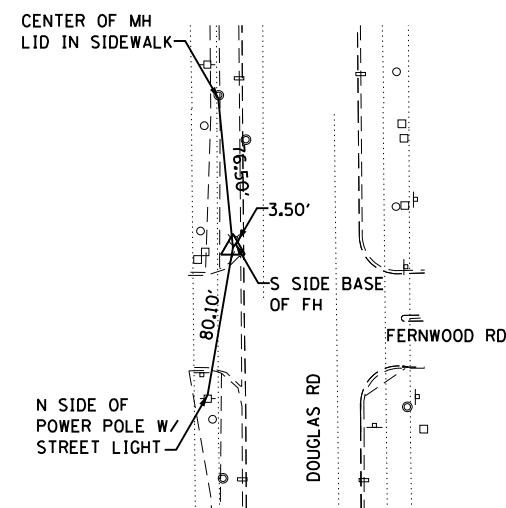 CENTER OF MH
LID IN SIDEWALK
76.50'
3.50'
S SIDE BASE
OF FH
80.10'
FERNWOOD RD
DOUGLAS RD
N SIDE OF
POWER POLE W/
STREET LIGHT